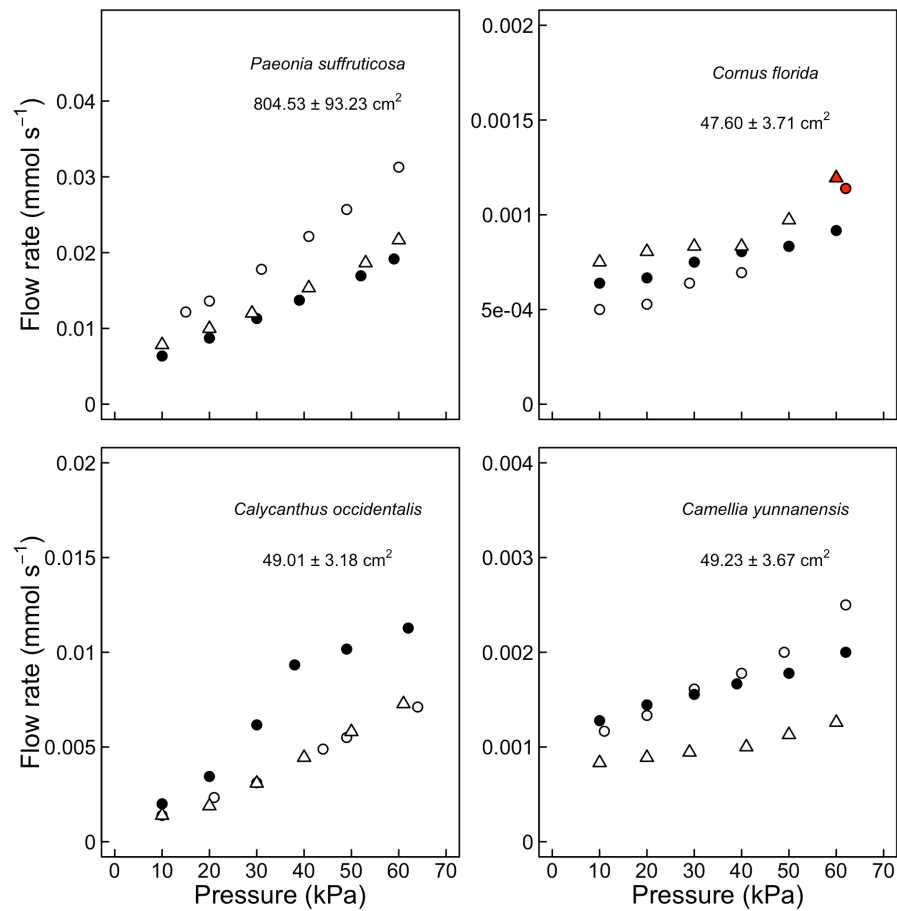 Paeonia suffruticosa
804.53 ± 93.23 cm²
0.04
0.03
0.02
0.01
0
Flow rate (mmol s⁻¹)
Cornus florida
47.60 ± 3.71 cm²
0.002
0.0015
0.001
5e-04
0
Calycanthus occidentalis
49.01 ± 3.18 cm²
0.02
0.015
0.01
0.005
0
Flow rate (mmol s⁻¹)
0 10 20 30 40 50 60 70
Pressure (kPa)
Camellia yunnanensis
49.23 ± 3.67 cm²
0.004
0.003
0.002
0.001
0
0 10 20 30 40 50 60 70
Pressure (kPa)